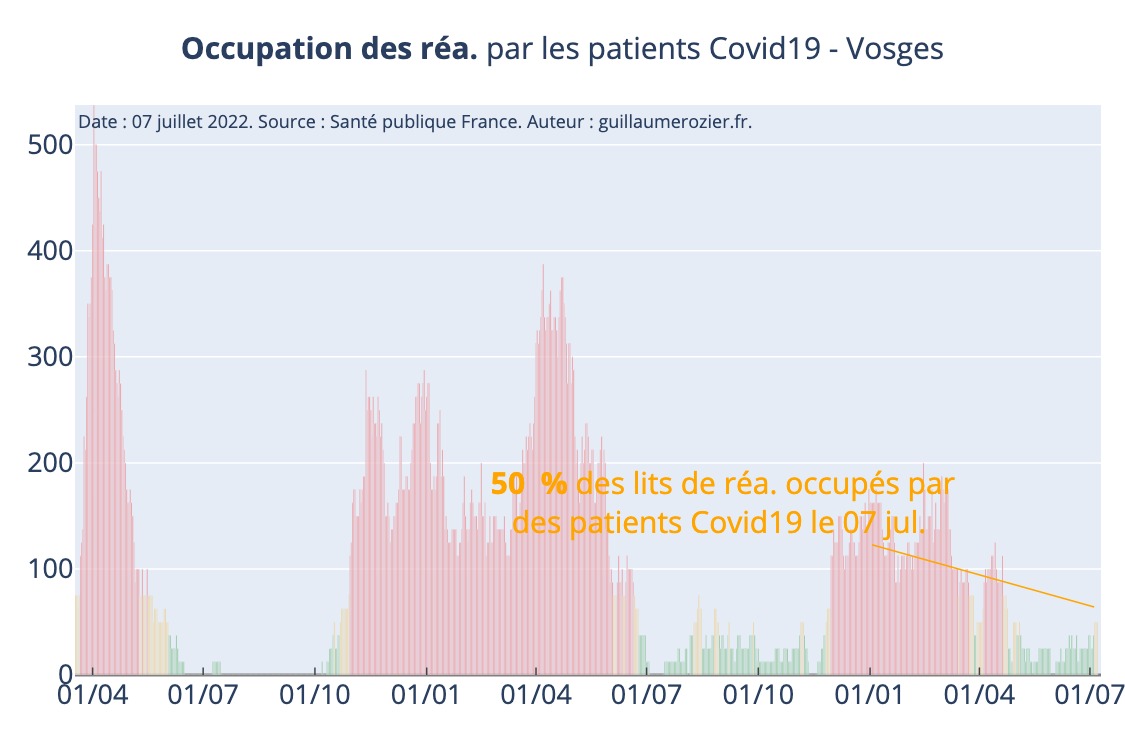 Occupation des réa. par les patients Covid19 - Vosges
Date : 07 juillet 2022. Source : Santé publique France. Auteur : guillaumerozier.fr.
500
400
300
200
100
0
50 % des lits de réa. occupés par
des patients Covid19 le 07 jul.
01/04 01/07 01/10 01/01 01/04 01/07 01/10 01/01 01/04 01/07